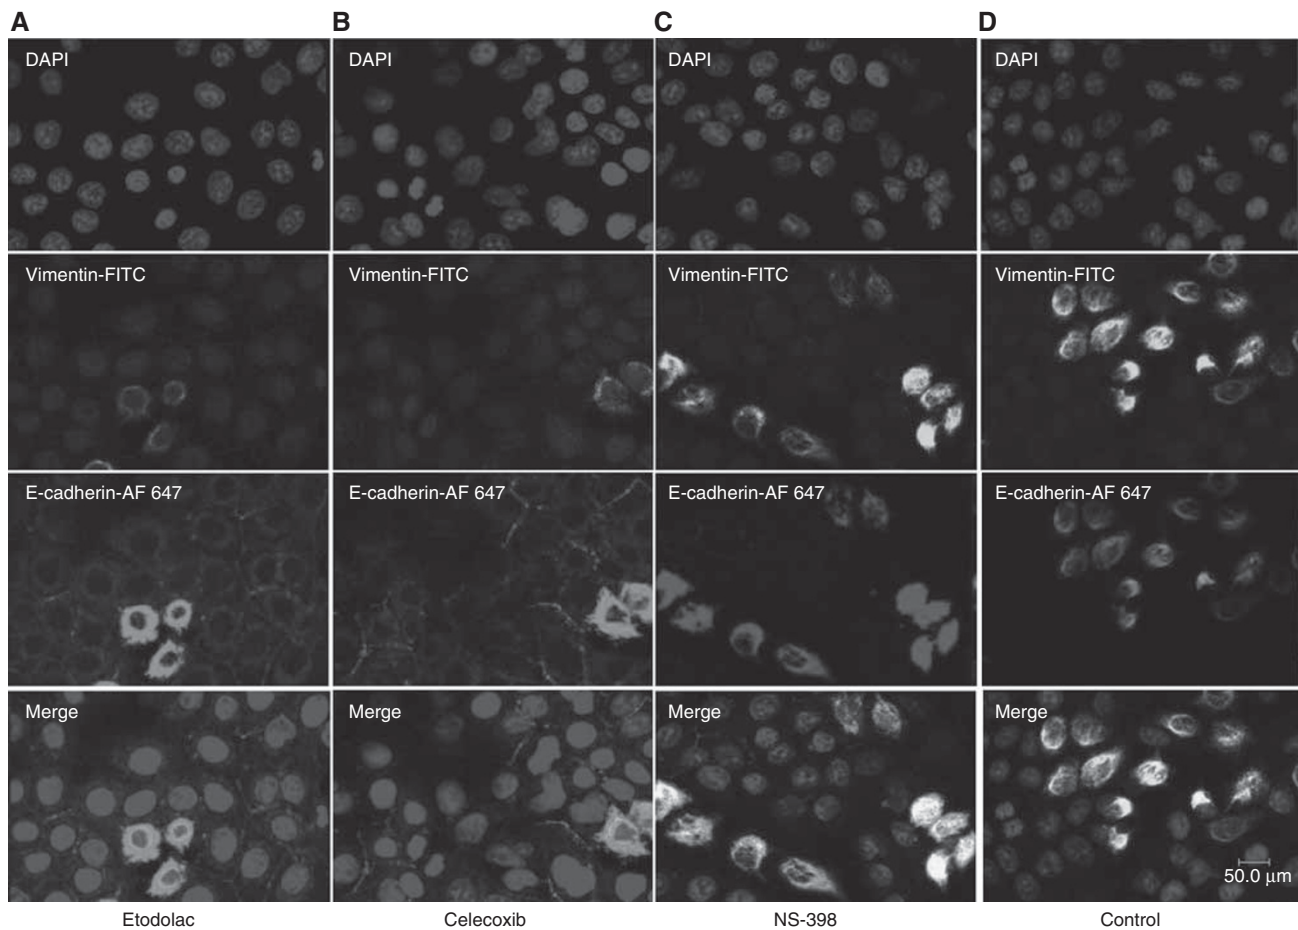 A B C D
DAPI DAPI DAPI DAPI
Vimentin-FITC Vimentin-FITC Vimentin-FITC Vimentin-FITC
E-cadherin-AF 647 E-cadherin-AF 647 E-cadherin-AF 647 E-cadherin-AF 647
Merge Merge Merge Merge
50.0 µm
Etodolac Celecoxib NS-398 Control